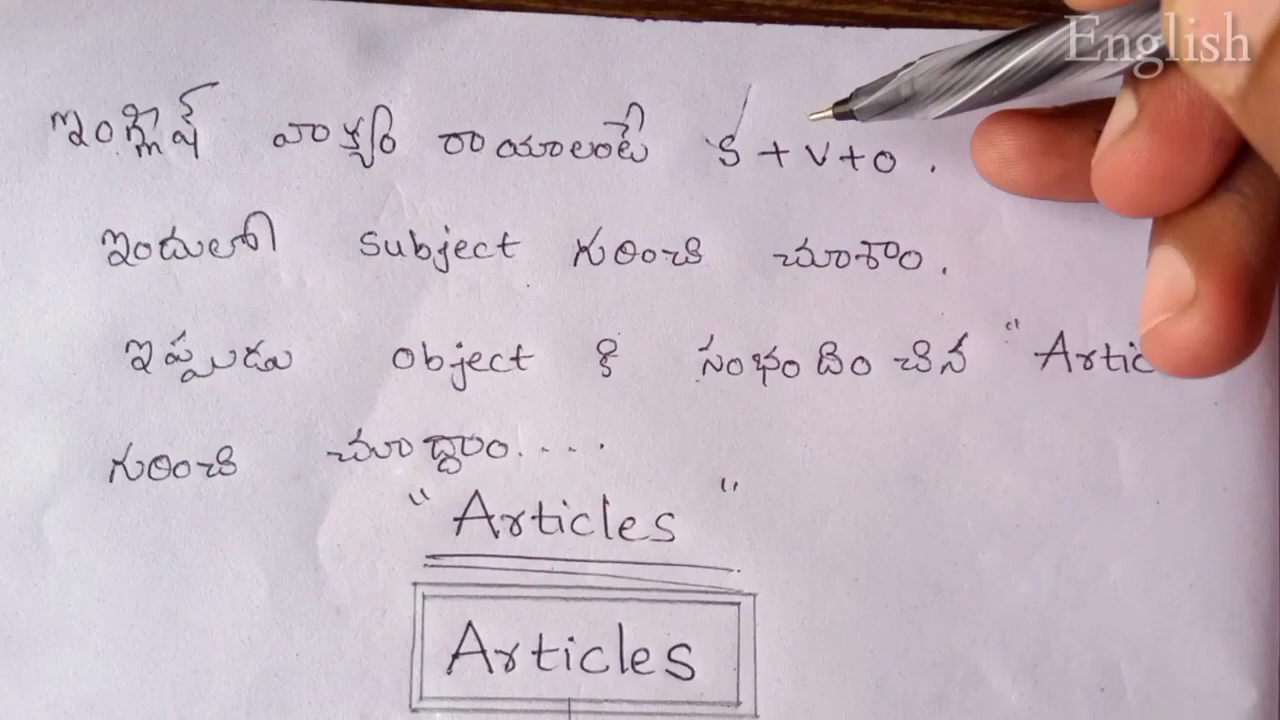 English
ఇంగ్లీష్ వాక్యం రాయాలంటే S + V + O .
ఇందులో subject గురించి చూశాం .
ఇప్పుడు object కి సంభందించిన "Artic
గురించి చూద్దాం....
"Articles"
Articles